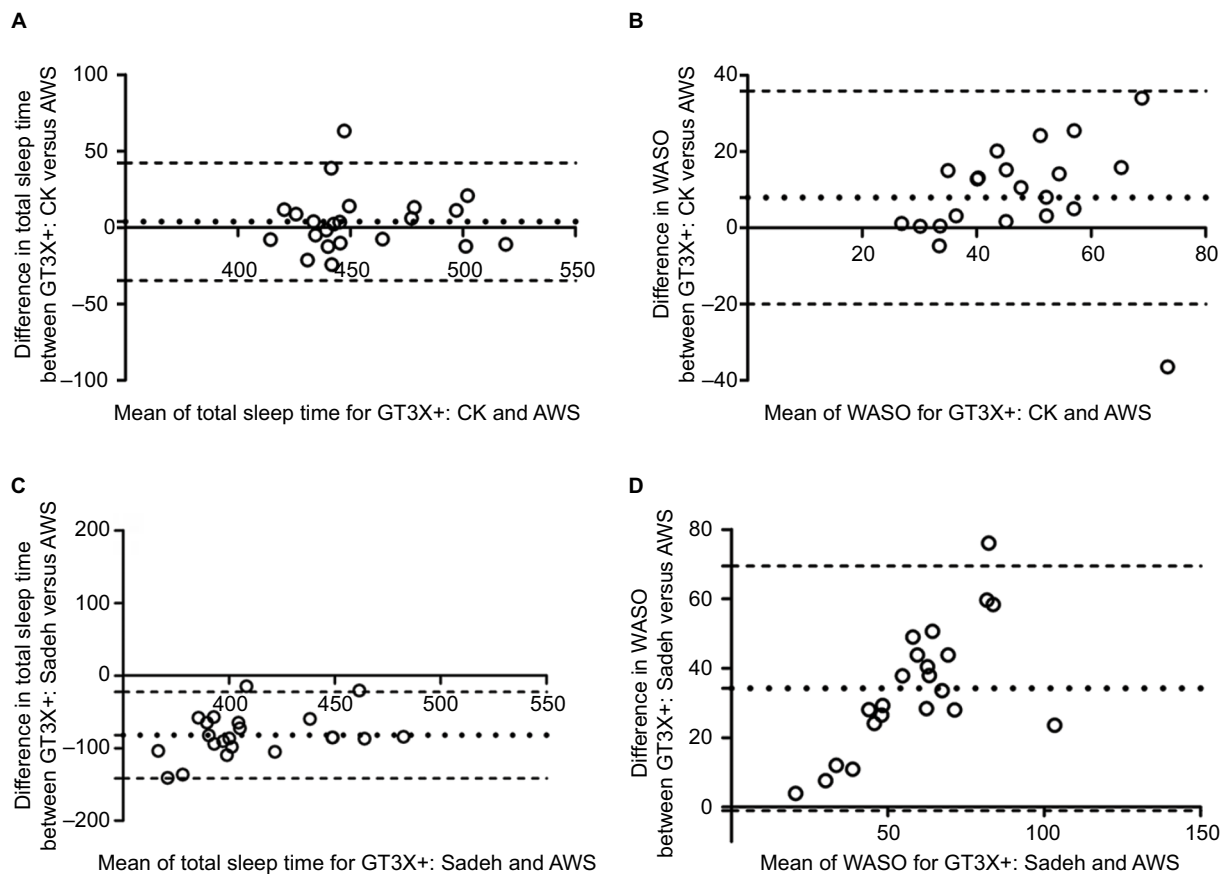 A
Difference in total sleep time
between GT3X+: CK versus AWS
100
50
0
–50
–100
400 450 500 550
Mean of total sleep time for GT3X+: CK and AWS
B
Difference in WASO
between GT3X+: CK versus AWS
40
20
0
–20
–40
20 40 60 80
Mean of WASO for GT3X+: CK and AWS
C
Difference in total sleep time
between GT3X+: Sadeh versus AWS
200
100
0
–100
–200
400 450 500 550
Mean of total sleep time for GT3X+: Sadeh and AWS
D
Difference in WASO
between GT3X+: Sadeh versus AWS
80
60
40
20
0
50 100 150
Mean of WASO for GT3X+: Sadeh and AWS